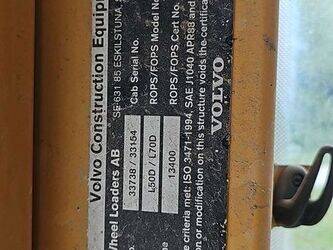 Volvo Construction Equip
SE-631 85 ESKILSTUNA
Wheel Loaders AB
Cab Serial No.
33738 / 33154
ROPS/FOPS Model No
L50D / L70D
ROPS/FOPS Cert No.
13400
criteria met: ISO 3471-1994, SAE J1040 APR88 and
or modification on this structure voids the certifica
VOLVO